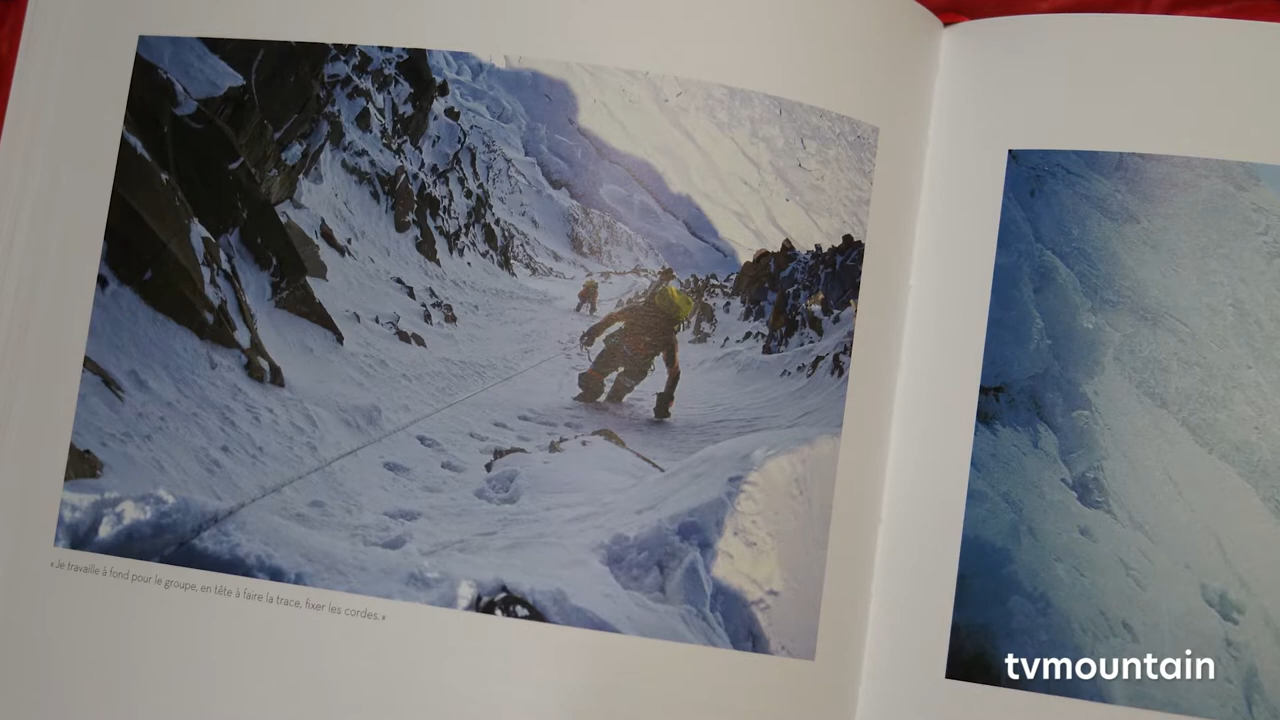 « Je travaille à fond pour le groupe, en tête à faire la trace, fixer les cordes. »
tvmountain